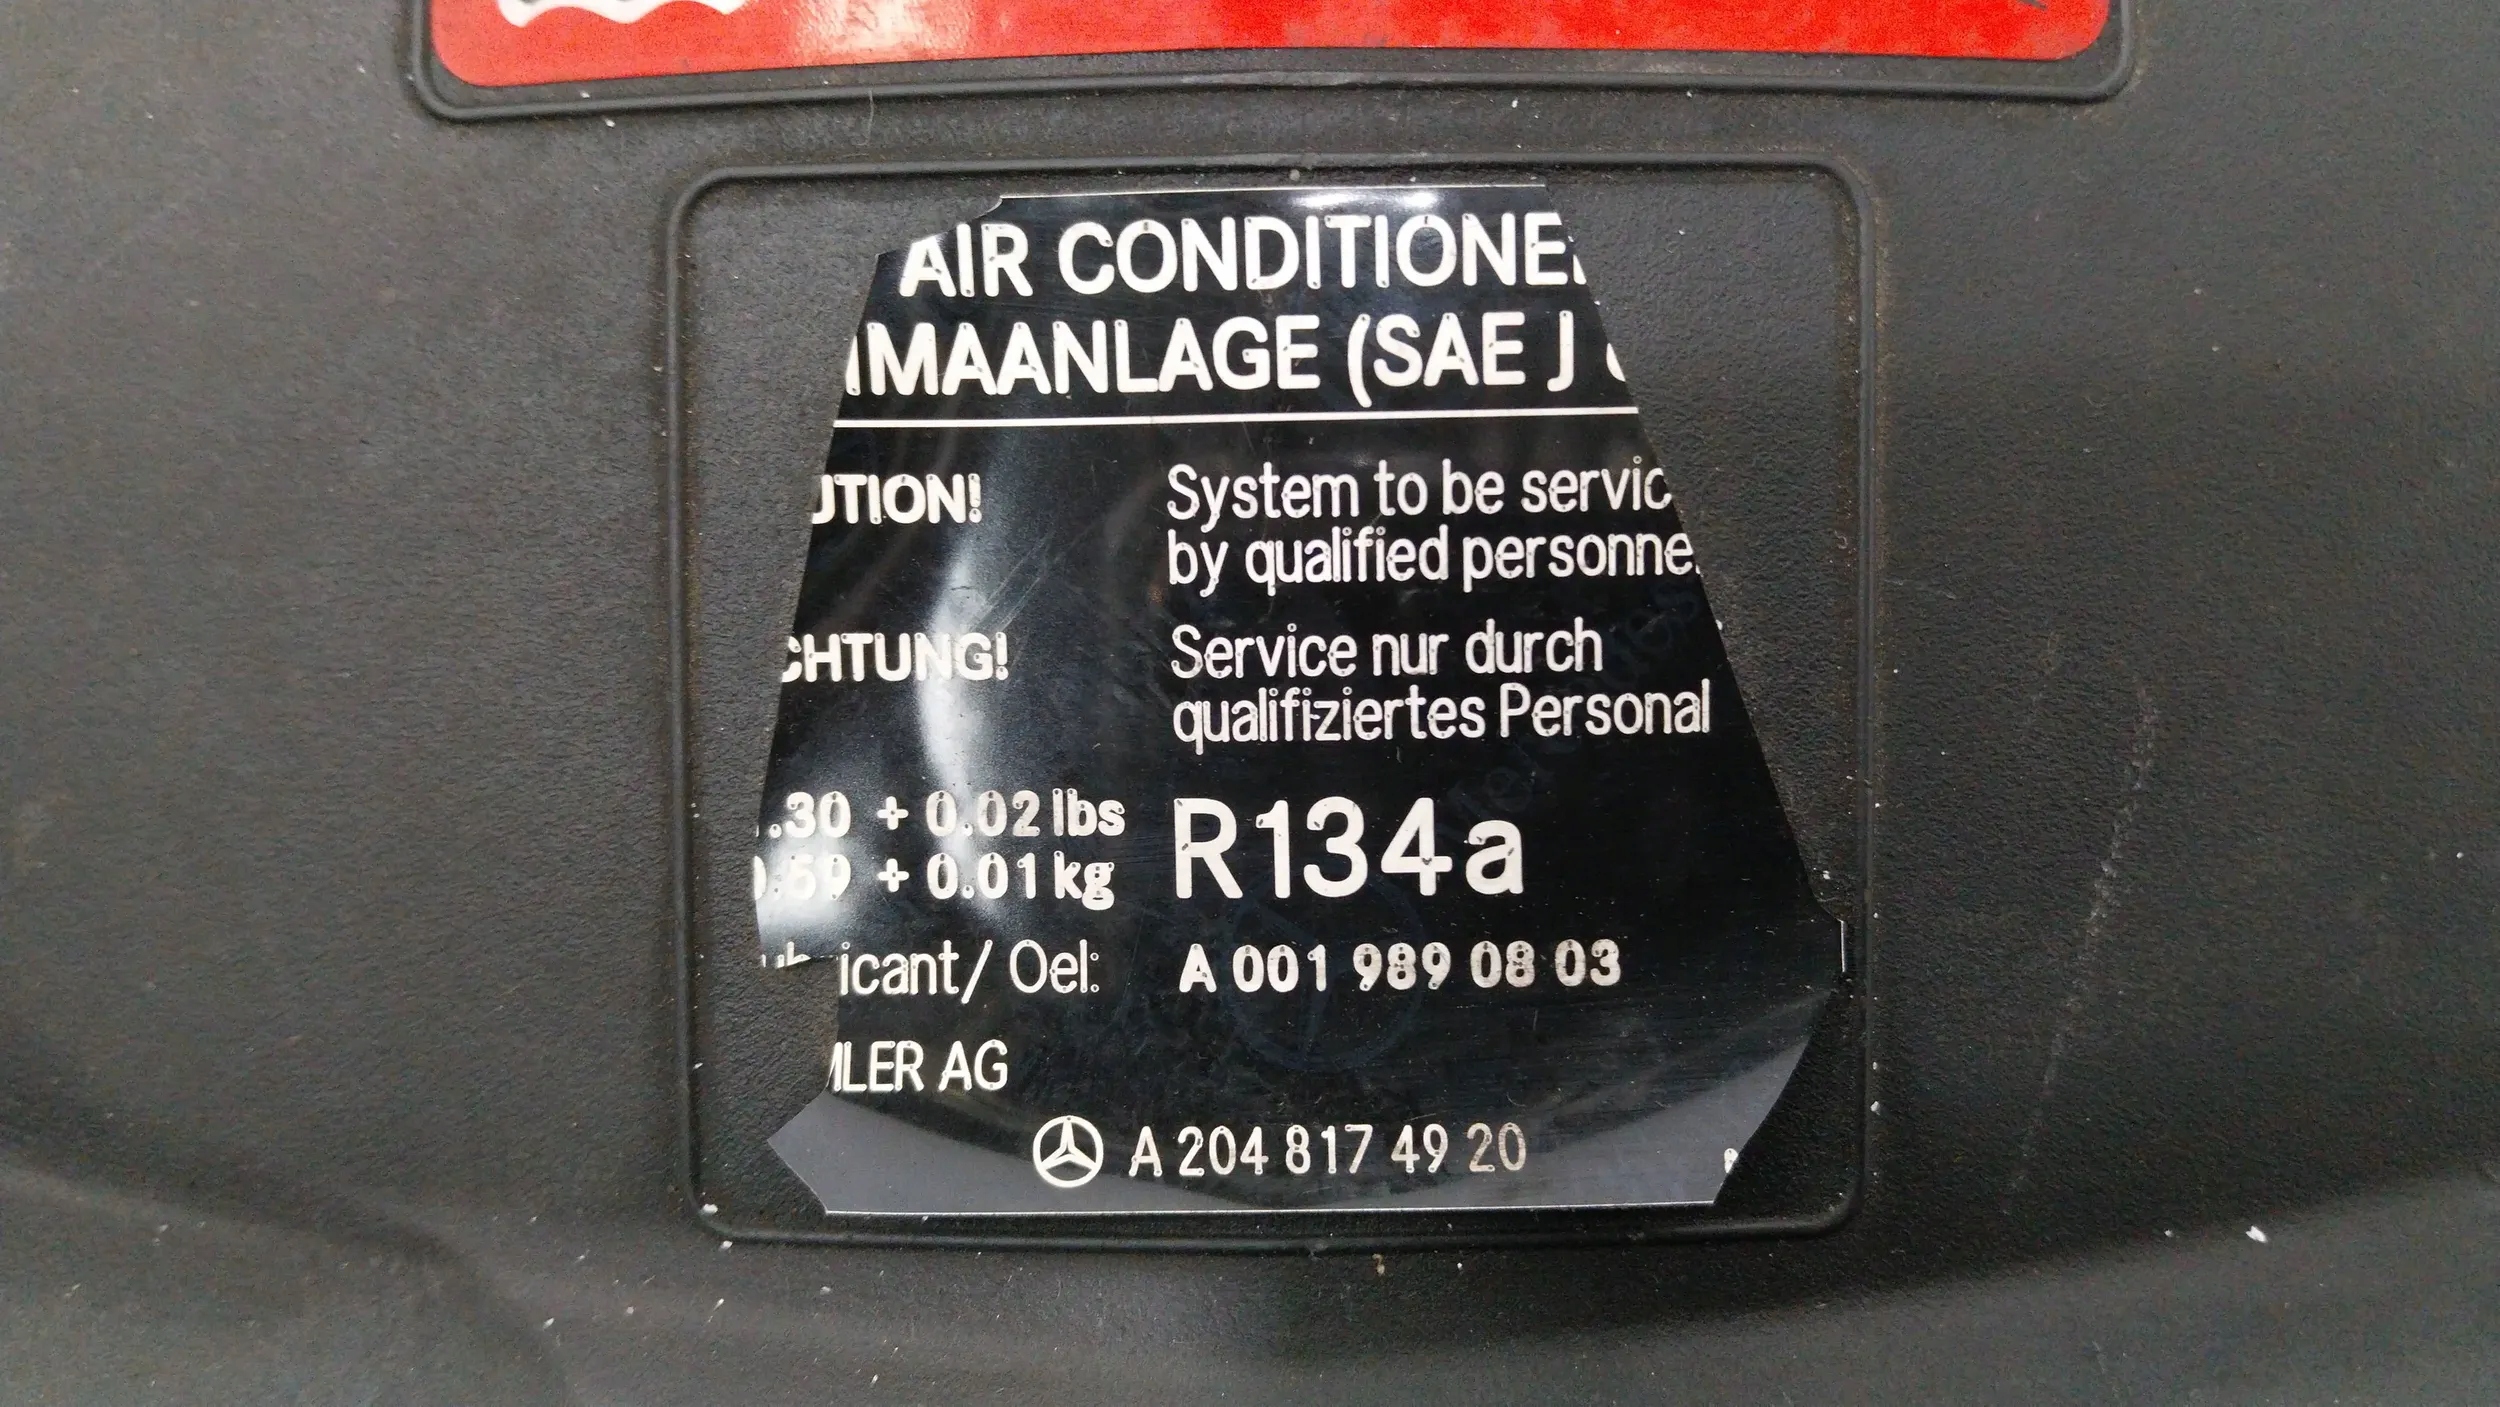 AIR CONDITIONE
IMAANLAGE (SAE J
UTION!
System to be servic
by qualified personne
CHTUNG!
Service nur durch
qualifiziertes Personal
.30 + 0.02 lbs
0.59 + 0.01 kg
R134a
icant/ Oel:
A 001 989 08 03
MLER AG
A 204 817 49 20